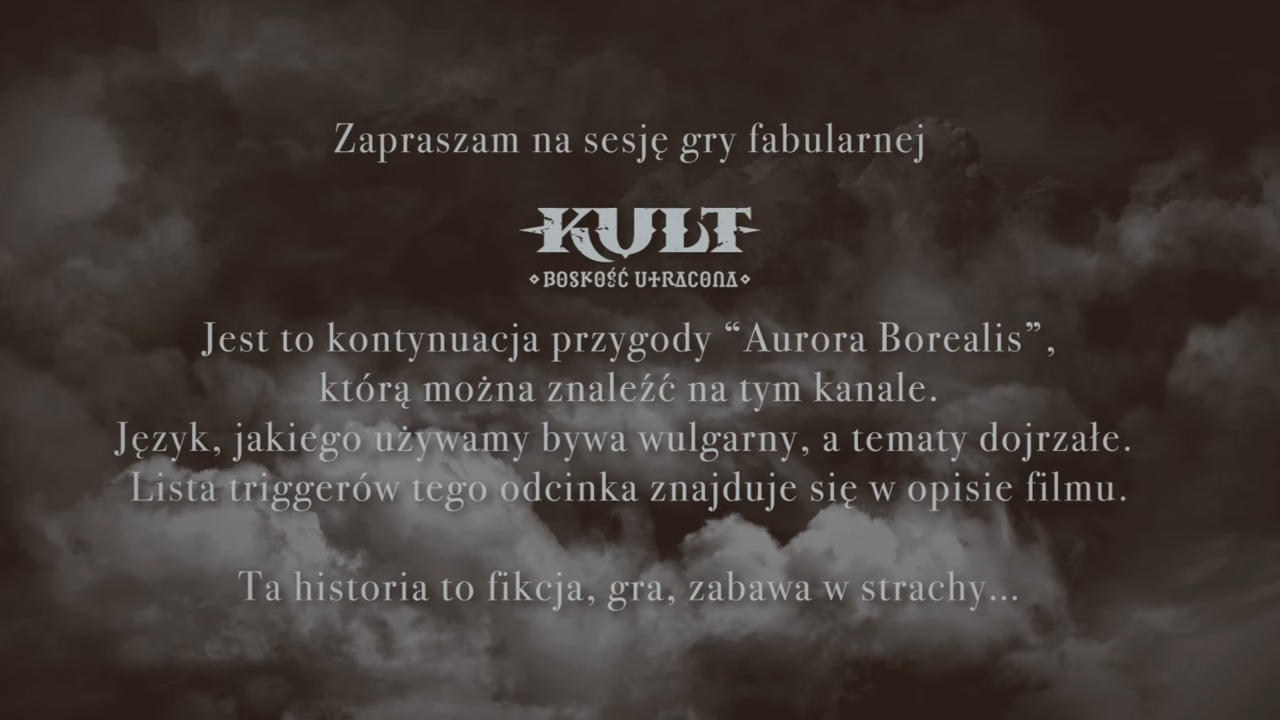 Zapraszam na sesję gry fabularnej
KULT
BOSKOŚĆ UTRACONA
Jest to kontynuacja przygody “Aurora Borealis”,
którą można znaleźć na tym kanale.
Język, jakiego używamy bywa wulgarny, a tematy dojrzałe.
Lista triggerów tego odcinka znajduje się w opisie filmu.
Ta historia to fikcja, gra, zabawa w strachy...